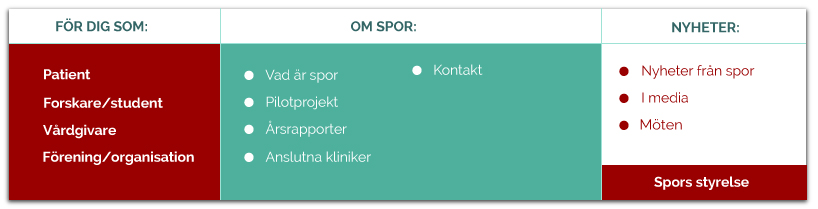 FÖR DIG SOM:
Patient
Forskare/student
Vårdgivare
Förening/organisation
OM SPOR:
Vad är spor
Pilotprojekt
Årsrapporter
Anslutna kliniker
Kontakt
NYHETER:
Nyheter från spor
I media
Möten
Spors styrelse